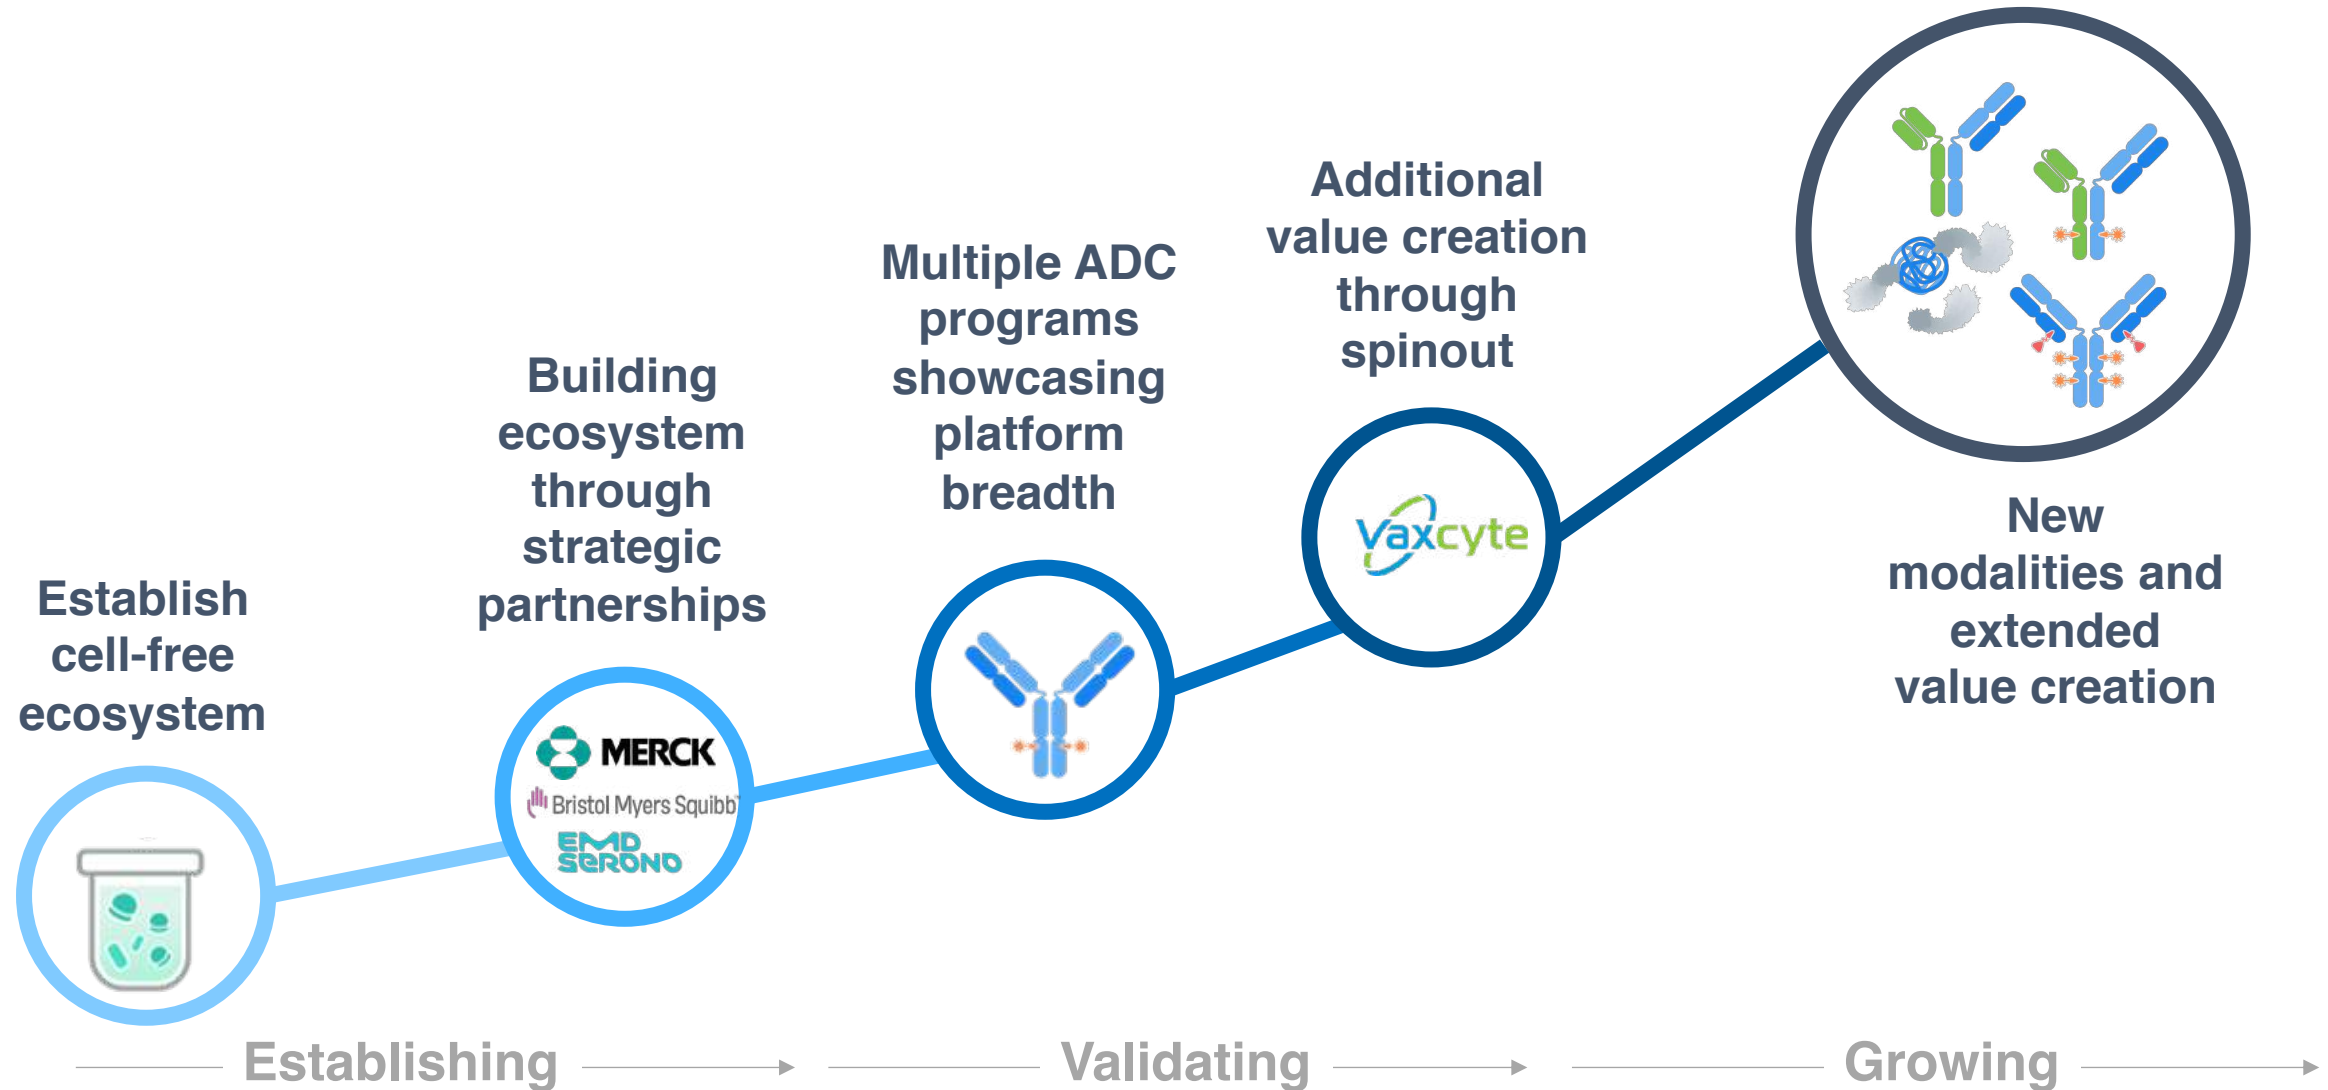 Establish
cell-free
ecosystem
Building
ecosystem
through
strategic
partnerships
MERCK
Bristol Myers Squibb
EMD
SERONO
Multiple ADC
programs
showcasing
platform
breadth
Additional
value creation
through
spinout
Vaxcyte
New
modalities and
extended
value creation
Establishing
Validating
Growing